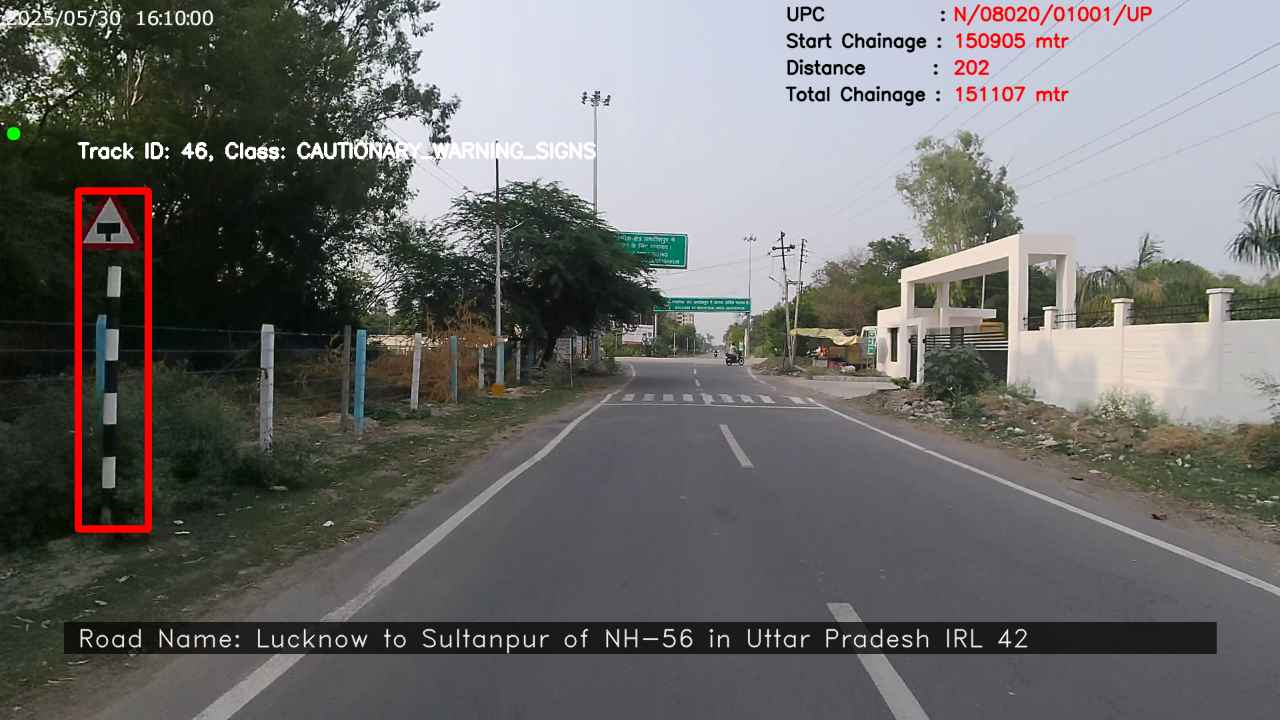 2025/05/30 16:10:00
UPC : N/08020/01001/UP
Start Chainage : 150905 mtr
Distance : 202
Total Chainage : 151107 mtr
Track ID: 46, Class: CAUTIONARY_WARNING_SIGNS
Road Name: Lucknow to Sultanpur of NH-56 in Uttar Pradesh IRL 42